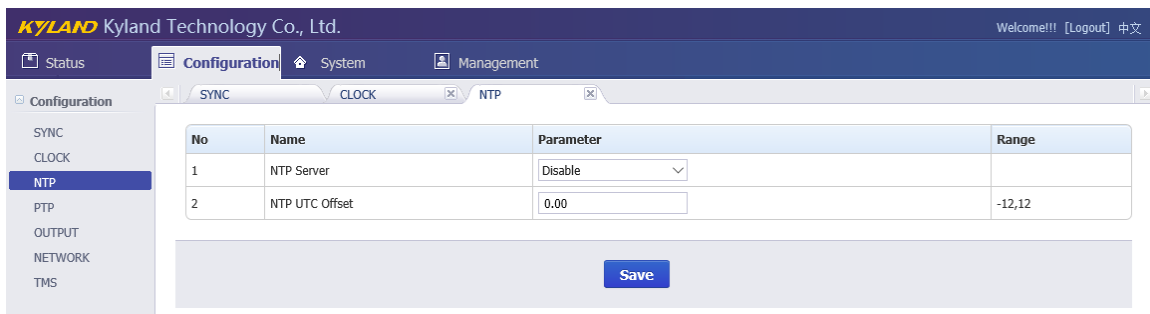 KYLAND Kyland Technology Co., Ltd.
Welcome!!! [Logout] 中文
Status Configuration System Management
Configuration
SYNC
CLOCK
NTP
PTP
OUTPUT
NETWORK
TMS
SYNC CLOCK NTP
No Name Parameter Range
1 NTP Server Disable
2 NTP UTC Offset 0.00 -12,12
Save